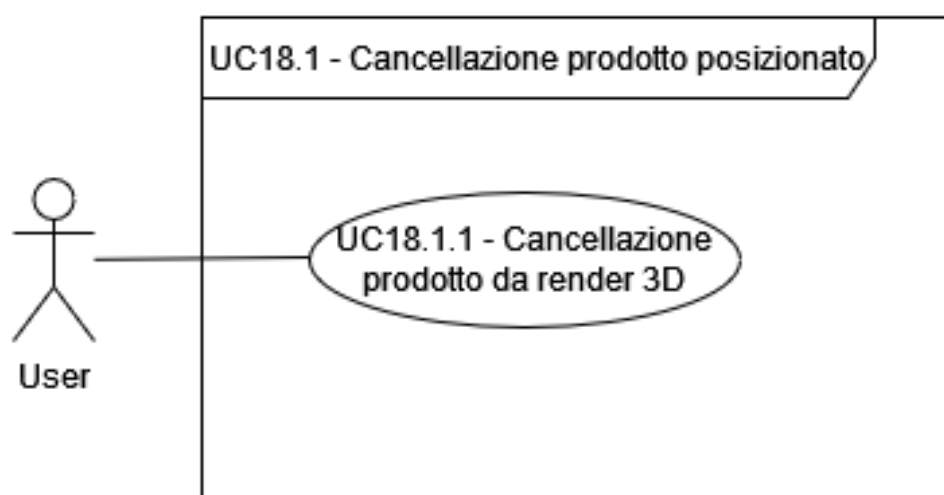 UC18.1 - Cancellazione prodotto posizionato
UC18.1.1 - Cancellazione
prodotto da render 3D
User